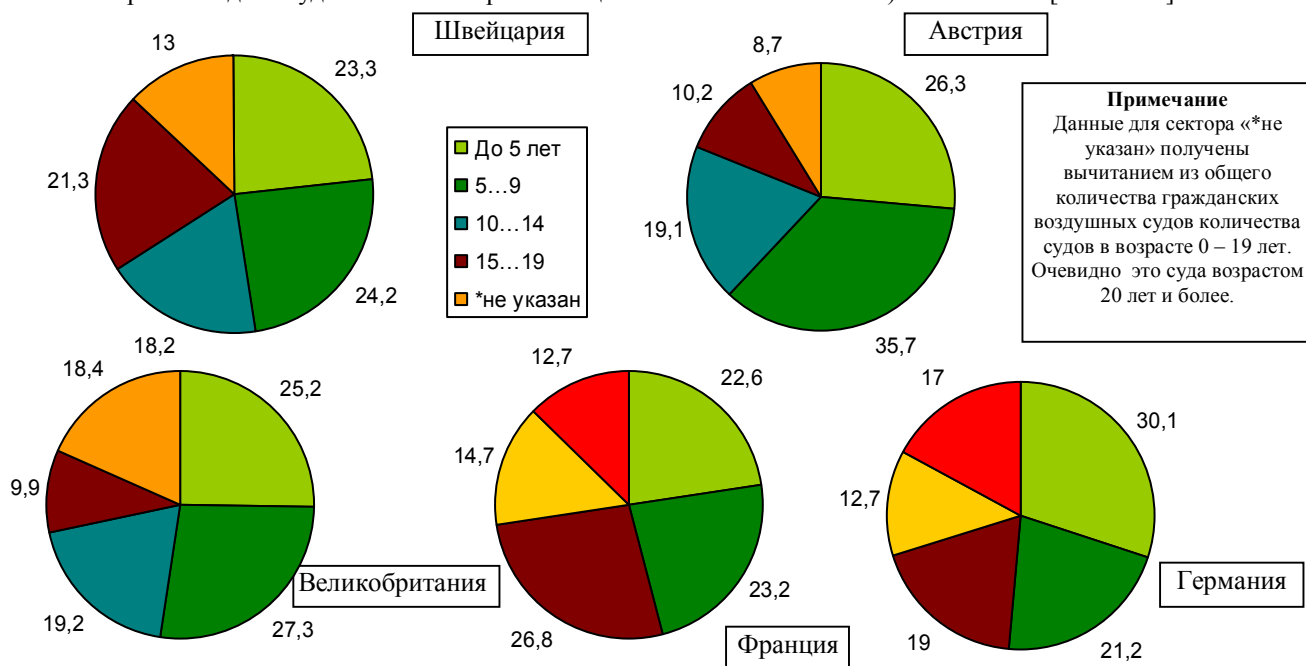 Швейцария
13
23,3
21,3
24,2
18,2
До 5 лет
5...9
10...14
15...19
*не указан
Австрия
8,7
26,3
10,2
19,1
35,7
Примечание
Данные для сектора «*не
указан» получены
вычитанием из общего
количества гражданских
воздушных судов количества
судов в возрасте 0 – 19 лет.
Очевидно это суда возрастом
20 лет и более.
18,4
25,2
9,9
19,2
27,3
Великобритания
12,7
22,6
14,7
23,2
26,8
Франция
17
30,1
12,7
19
21,2
Германия